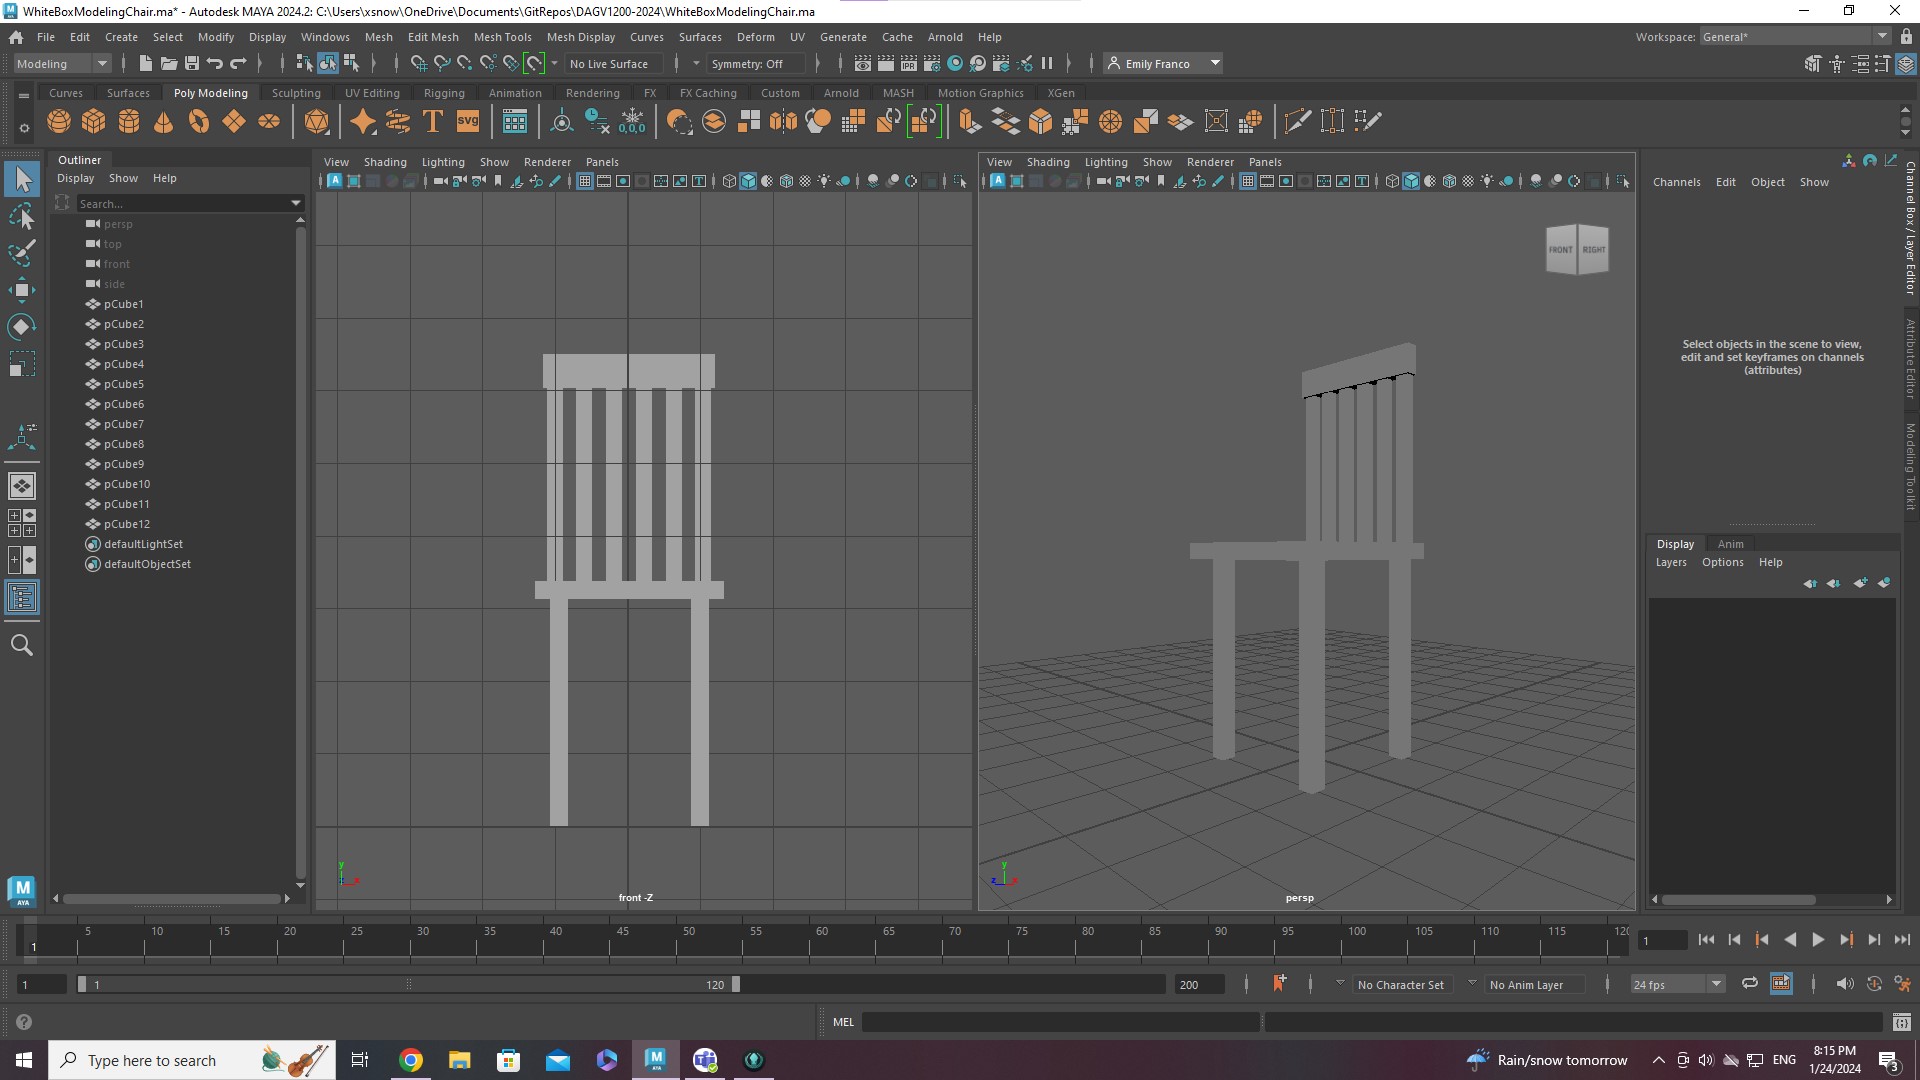 WhiteBoxModelingChair.ma* - Autodesk MAYA 2024.2: C:\Users\xsnow\OneDrive\Documents\GitRepos\DAGV1200-2024\WhiteBoxModelingChair.ma
File Edit Create Select Modify Display Windows Mesh Edit Mesh Mesh Tools Mesh Display Curves Surfaces Deform UV Generate Cache Arnold Help Workspace: General*
Modeling No Live Surface Symmetry: Off IPR Emily Franco
Curves Surfaces Poly Modeling Sculpting UV Editing Rigging Animation Rendering FX FX Caching Custom Arnold MASH Motion Graphics XGen
T svg 0,0,0
Outliner
Display Show Help
Search...
persp
top
front
side
pCube1
pCube2
pCube3
pCube4
pCube5
pCube6
pCube7
pCube8
pCube9
pCube10
pCube11
pCube12
defaultLightSet
defaultObjectSet
M
AYA
View Shading Lighting Show Renderer Panels
y
x
front -Z
View Shading Lighting Show Renderer Panels
FRONT RIGHT
y
z x
persp
Channels Edit Object Show
Select objects in the scene to view,
edit and set keyframes on channels
(attributes)
Channel Box / Layer Editor
Attribute Editor
Modeling Toolkit
Display Anim
Layers Options Help
1 5 10 15 20 25 30 35 40 45 50 55 60 65 70 75 80 85 90 95 100 105 110 115 120 1
1 1 120 200 No Character Set No Anim Layer 24 fps
MEL
Type here to search Rain/snow tomorrow ENG 8:15 PM
1/24/2024 3